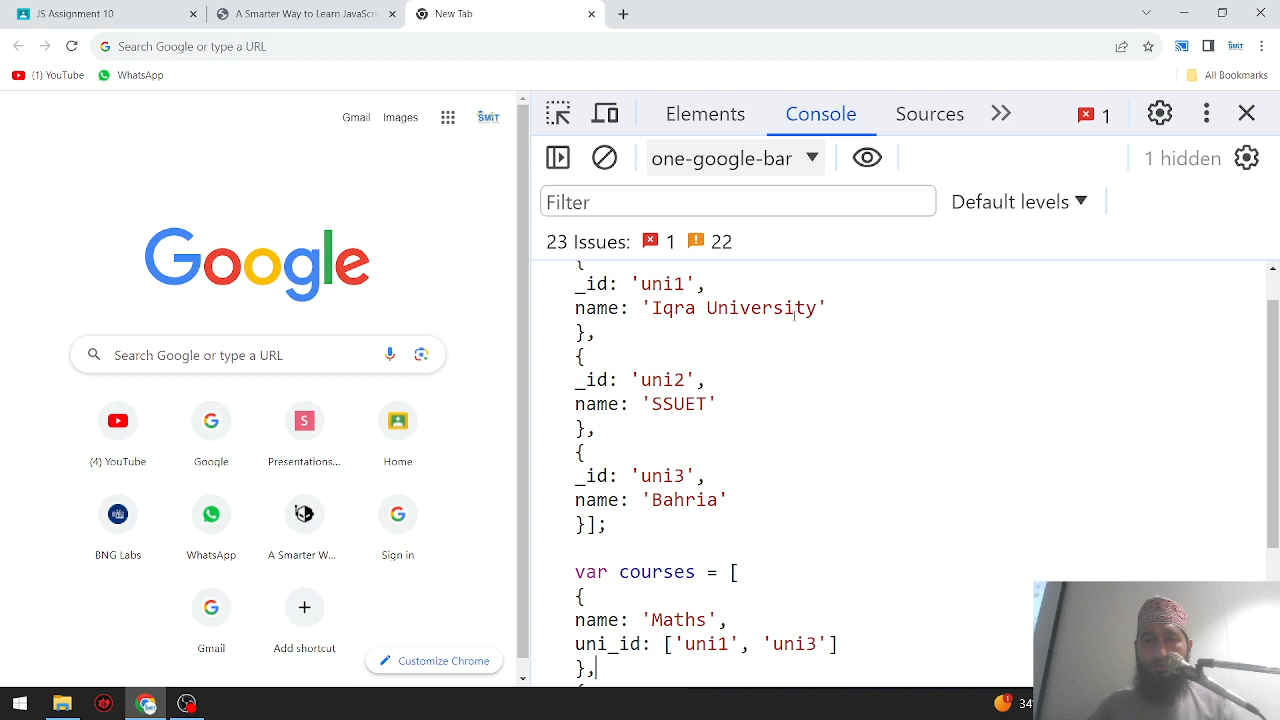 JS Assignment 10
A Smarter Way to Learn JavaScri
New Tab
Search Google or type a URL
SMIT
(1) YouTube
WhatsApp
All Bookmarks
Gmail
Images
SMIT
Google
Search Google or type a URL
(4) YouTube
Google
Presentations...
Home
S
BNG Labs
WhatsApp
A Smarter W...
Sign in
Gmail
Add shortcut
Customize Chrome
Elements
Console
Sources
1
one-google-bar
1 hidden
Filter
Default levels
23 Issues:
1
22
{
_id: 'uni1',
name: 'Iqra University'
},
{
_id: 'uni2',
name: 'SSUET'
},
{
_id: 'uni3',
name: 'Bahria'
}];
var courses = [
{
name: 'Maths',
uni_id: ['uni1', 'uni3']
},
{
1